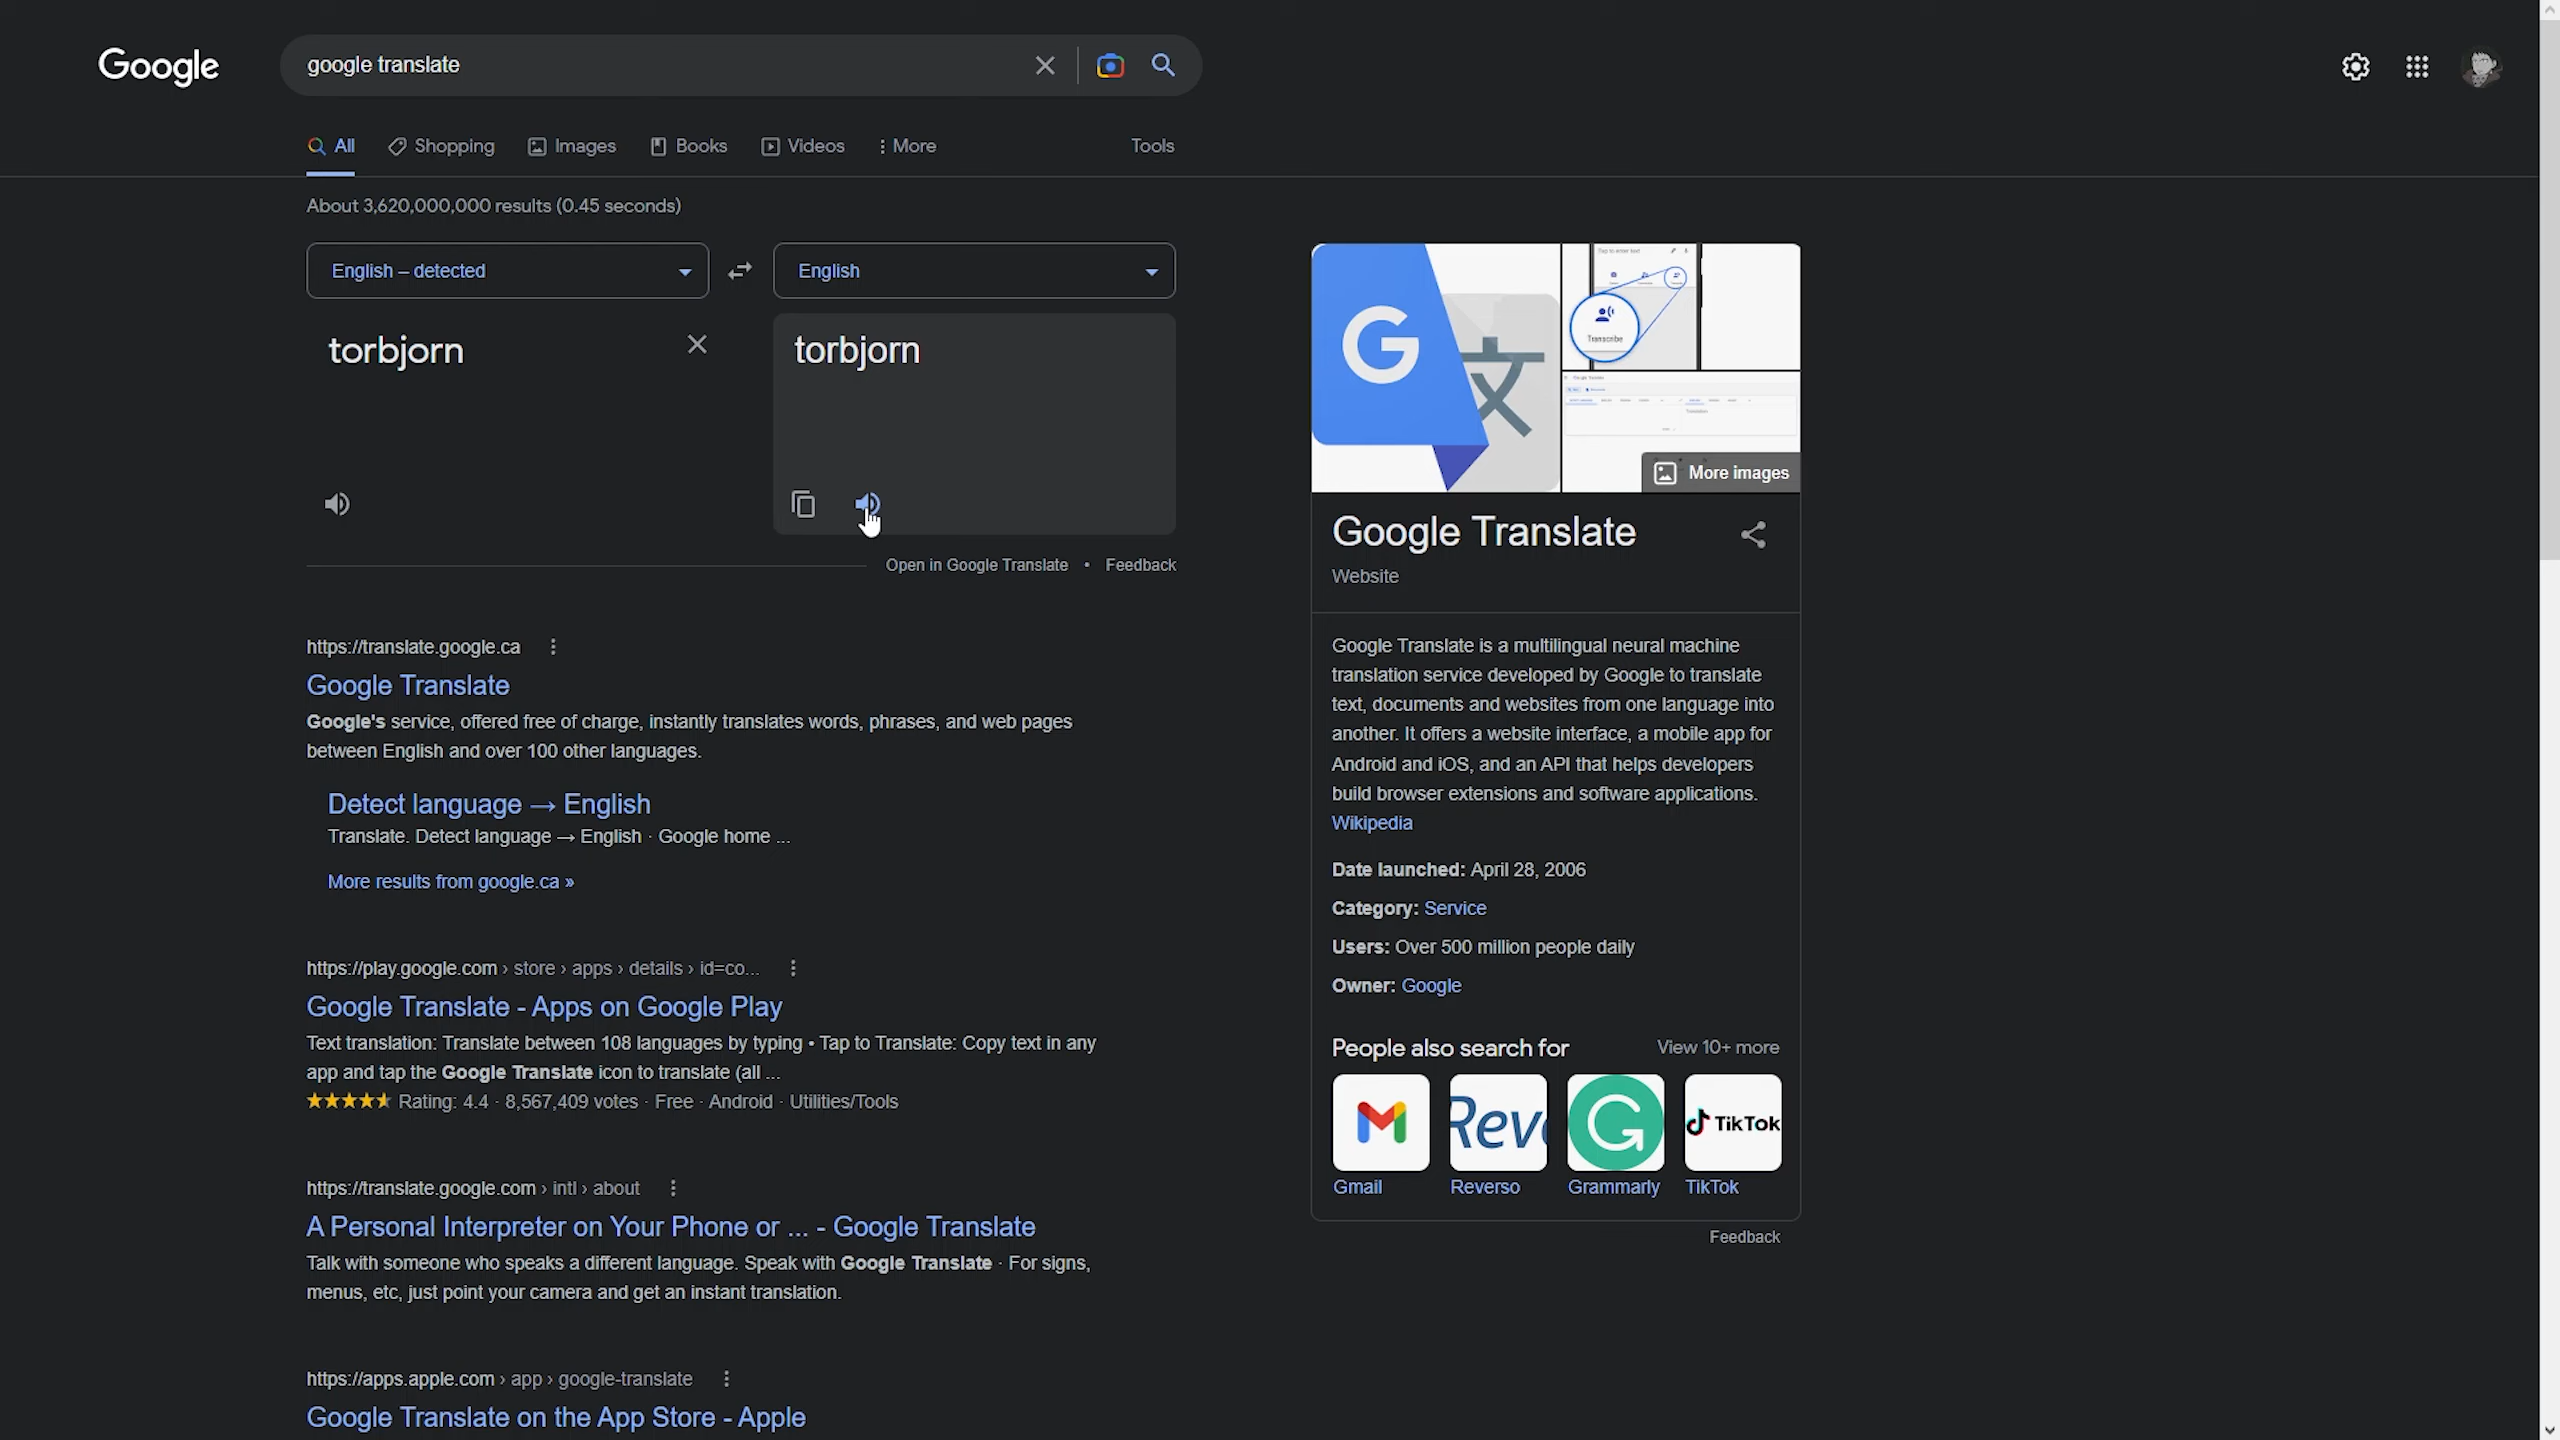 Google
google translate
All
Shopping
Images
Books
Videos
More
Tools
About 3,620,000,000 results (0.45 seconds)
English – detected
English
torbjorn
torbjorn
Open in Google Translate • Feedback
https://translate.google.ca
Google Translate
Google's service, offered free of charge, instantly translates words, phrases, and web pages
between English and over 100 other languages.
Detect language → English
Translate. Detect language → English · Google home ...
More results from google.ca »
https://play.google.com › store › apps › details › id=co...
Google Translate - Apps on Google Play
Text translation: Translate between 108 languages by typing • Tap to Translate: Copy text in any
app and tap the Google Translate icon to translate (all ...
Rating: 4.4 · 8,567,409 votes · Free · Android · Utilities/Tools
https://translate.google.com › intl › about
A Personal Interpreter on Your Phone or ... - Google Translate
Talk with someone who speaks a different language. Speak with Google Translate · For signs,
menus, etc, just point your camera and get an instant translation.
https://apps.apple.com › app › google-translate
Google Translate on the App Store - Apple
G
文
Tap to enter text
Transcribe
More images
Google Translate
Website
Google Translate is a multilingual neural machine
translation service developed by Google to translate
text, documents and websites from one language into
another. It offers a website interface, a mobile app for
Android and iOS, and an API that helps developers
build browser extensions and software applications.
Wikipedia
Date launched: April 28, 2006
Category: Service
Users: Over 500 million people daily
Owner: Google
People also search for
View 10+ more
Reve
TikTok
Gmail
Reverso
Grammarly
TikTok
Feedback